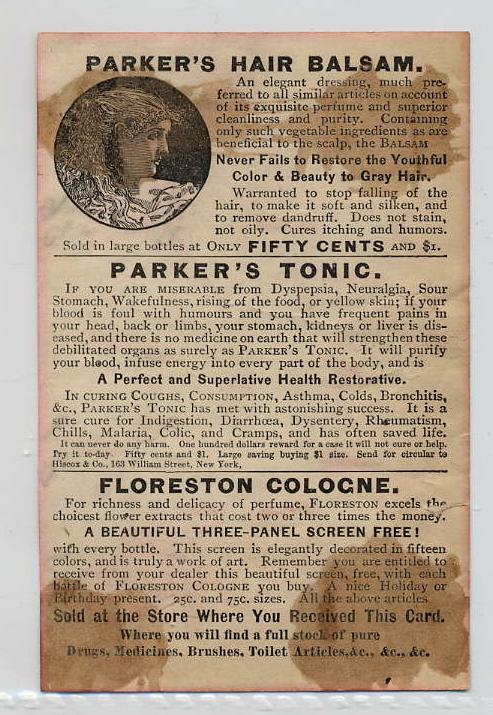 PARKER'S HAIR BALSAM.
An elegant dressing, much pre-
ferred to all similar articles on account
of its exquisite perfume and superior
cleanliness and purity. Containing
only such vegetable ingredients as are
beneficial to the scalp, the BALSAM
Never Fails to Restore the Youthful
Color & Beauty to Gray Hair.
Warranted to stop falling of the
hair, to make it soft and silken, and
to remove dandruff. Does not stain,
not oily. Cures itching and humors.
Sold in large bottles at ONLY FIFTY CENTS AND $1.
PARKER'S TONIC.
IF YOU ARE MISERABLE from Dyspepsia, Neuralgia, Sour
Stomach, Wakefulness, rising of the food, or yellow skin; if your
blood is foul with humours and you have frequent pains in
your head, back or limbs, your stomach, kidneys or liver is dis-
eased, and there is no medicine on earth that will strengthen these
debilitated organs as surely as PARKER'S TONIC. It will purify
your blood, infuse energy into every part of the body, and is
A Perfect and Superlative Health Restorative.
IN CURING COUGHS, CONSUMPTION, Asthma, Colds, Bronchitis,
&c., PARKER'S TONIC has met with astonishing success. It is a
sure cure for Indigestion, Diarrhœa, Dysentery, Rheumatism,
Chills, Malaria, Colic, and Cramps, and has often saved life.
It can never do any harm. One hundred dollars reward for a case it will not cure or help.
Try it to-day. Fifty cents and $1. Large saving buying $1 size. Send for circular to
Hiscox & Co., 163 William Street, New York,
FLORESTON COLOGNE.
For richness and delicacy of perfume, FLORESTON excels the
choicest flower extracts that cost two or three times the money.
A BEAUTIFUL THREE-PANEL SCREEN FREE!
with every bottle. This screen is elegantly decorated in fifteen
colors, and is truly a work of art. Remember you are entitled to
receive from your dealer this beautiful screen, free, with each
bottle of FLORESTON COLOGNE you buy. A nice Holiday or
Birthday present. 25c. and 75c. sizes. All the above articles
Sold at the Store Where You Received This Card.
Where you will find a full stock of pure
Drugs, Medicines, Brushes, Toilet Articles, &c., &c., &c.